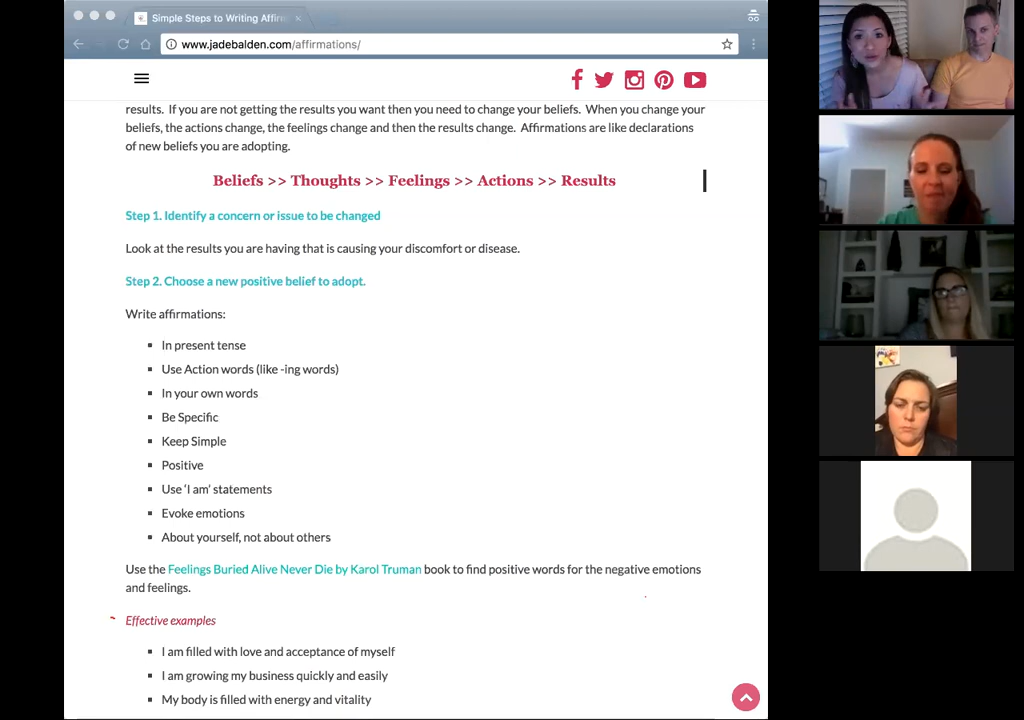 Simple Steps to Writing Affir
www.jadebalden.com/affirmations/
results. If you are not getting the results you want then you need to change your beliefs. When you change your
beliefs, the actions change, the feelings change and then the results change. Affirmations are like declarations
of new beliefs you are adopting.
Beliefs >> Thoughts >> Feelings >> Actions >> Results
Step 1. Identify a concern or issue to be changed
Look at the results you are having that is causing your discomfort or disease.
Step 2. Choose a new positive belief to adopt.
Write affirmations:
In present tense
Use Action words (like -ing words)
In your own words
Be Specific
Keep Simple
Positive
Use ‘I am’ statements
Evoke emotions
About yourself, not about others
Use the Feelings Buried Alive Never Die by Karol Truman book to find positive words for the negative emotions
and feelings.
Effective examples
I am filled with love and acceptance of myself
I am growing my business quickly and easily
My body is filled with energy and vitality